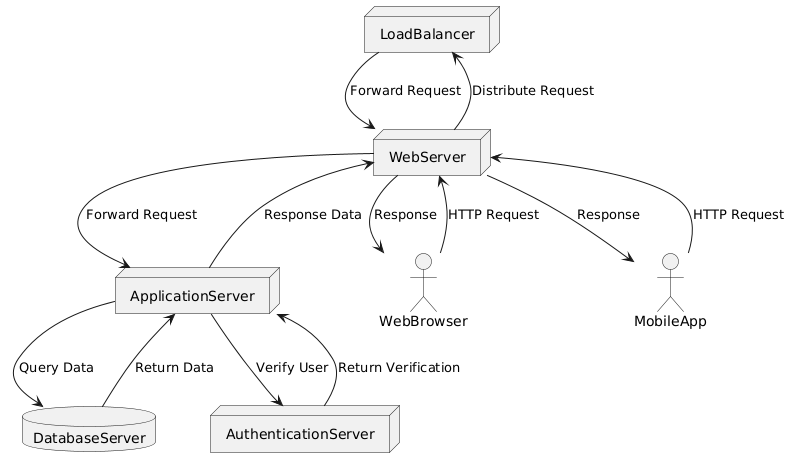 LoadBalancer
Forward Request
Distribute Request
WebServer
Forward Request
Response Data
Response
HTTP Request
Response
HTTP Request
ApplicationServer
WebBrowser
MobileApp
Query Data
Return Data
Verify User
Return Verification
DatabaseServer
AuthenticationServer